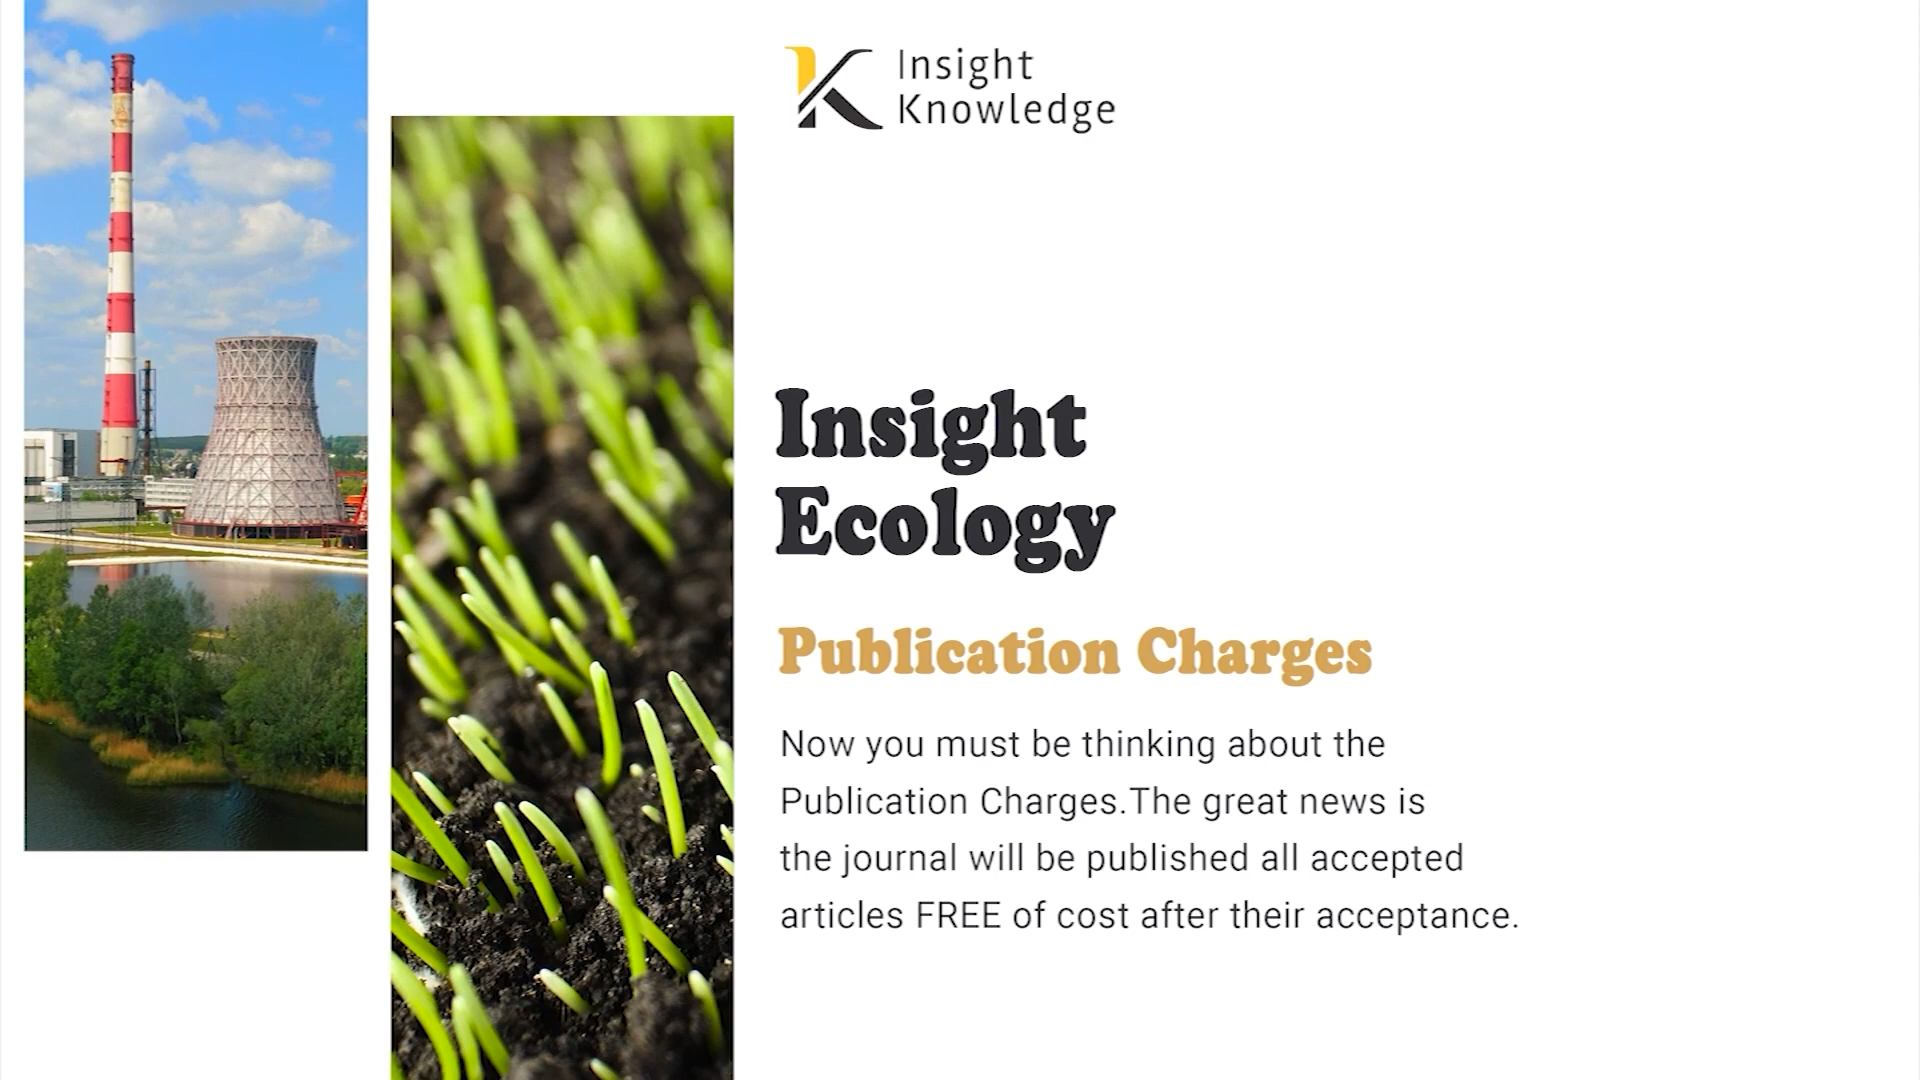 Insight
Knowledge
Insight
Ecology
Publication Charges
Now you must be thinking about the
Publication Charges.The great news is
the journal will be published all accepted
articles FREE of cost after their acceptance.